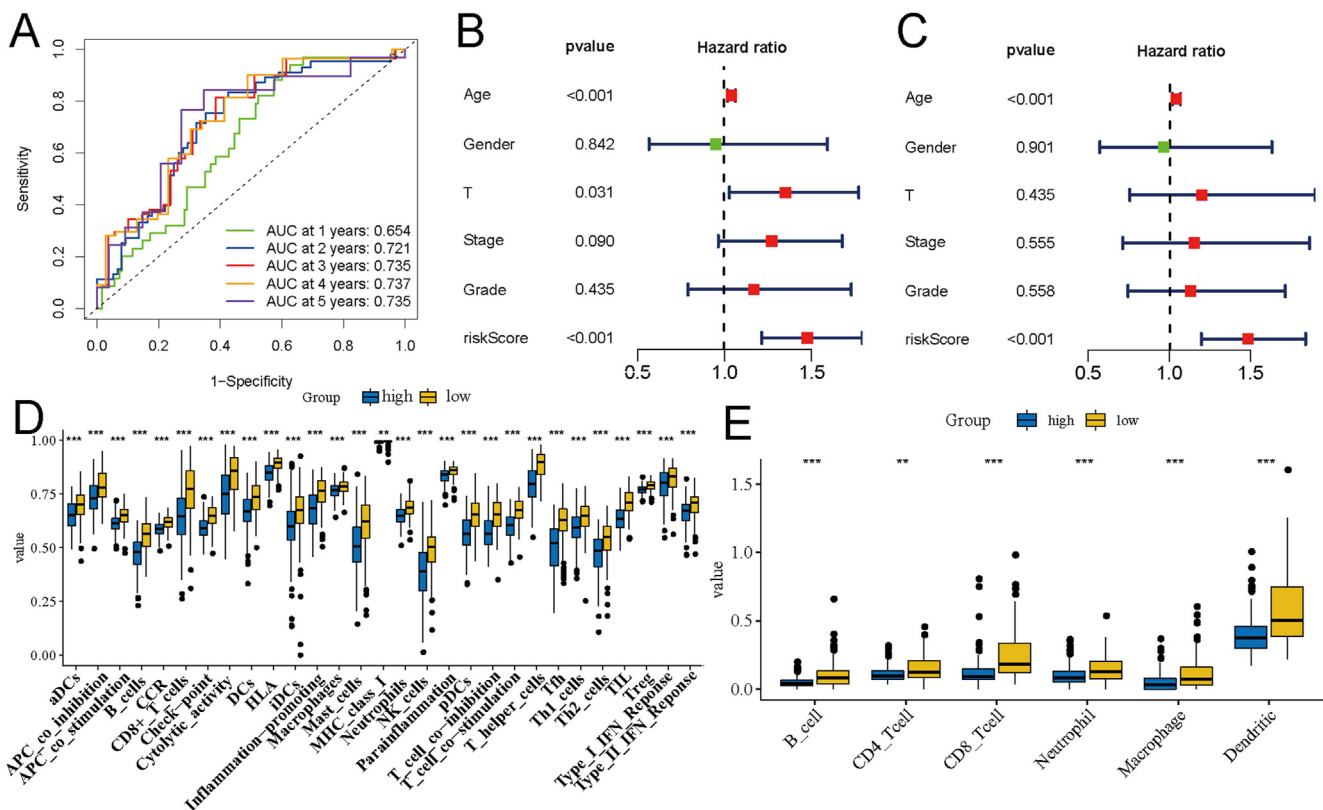 A
1.0
0.8
0.6
0.4
0.2
0.0
Sensitivity
AUC at 1 years: 0.654
AUC at 2 years: 0.721
AUC at 3 years: 0.735
AUC at 4 years: 0.737
AUC at 5 years: 0.735
0.0 0.2 0.4 0.6 0.8 1.0
1-Specificity
B
pvalue Hazard ratio
Age <0.001
Gender 0.842
T 0.031
Stage 0.090
Grade 0.435
riskScore <0.001
0.5 1.0 1.5
C
pvalue Hazard ratio
Age <0.001
Gender 0.901
T 0.435
Stage 0.555
Grade 0.558
riskScore <0.001
0.5 1.0 1.5
D
Group high low
*** *** *** *** *** *** *** *** *** *** *** *** *** ** *** *** *** *** *** *** *** *** *** *** *** *** *** *** ***
1.00
0.75
0.50
0.25
0.00
value
aDCs
APC_co_inhibition
APC_co_stimulation
B_cells
CCR
CD8+_T_cells
Check-point
Cytolytic_activity
DCs
HLA
iDCs
Inflammation-promoting
Macrophages
Mast_cells
MHC_class_I
Neutrophils
NK_cells
Parainflammation
pDCs
T_cell_co-inhibition
T_cell_co-stimulation
T_helper_cells
Tfh
Th1_cells
Th2_cells
TIL
Treg
Type_I_IFN_Reponse
Type_II_IFN_Reponse
E
Group high low
*** ** *** *** *** ***
1.5
1.0
0.5
0.0
value
B_cell
CD4_Tcell
CD8_Tcell
Neutrophil
Macrophage
Dendritic